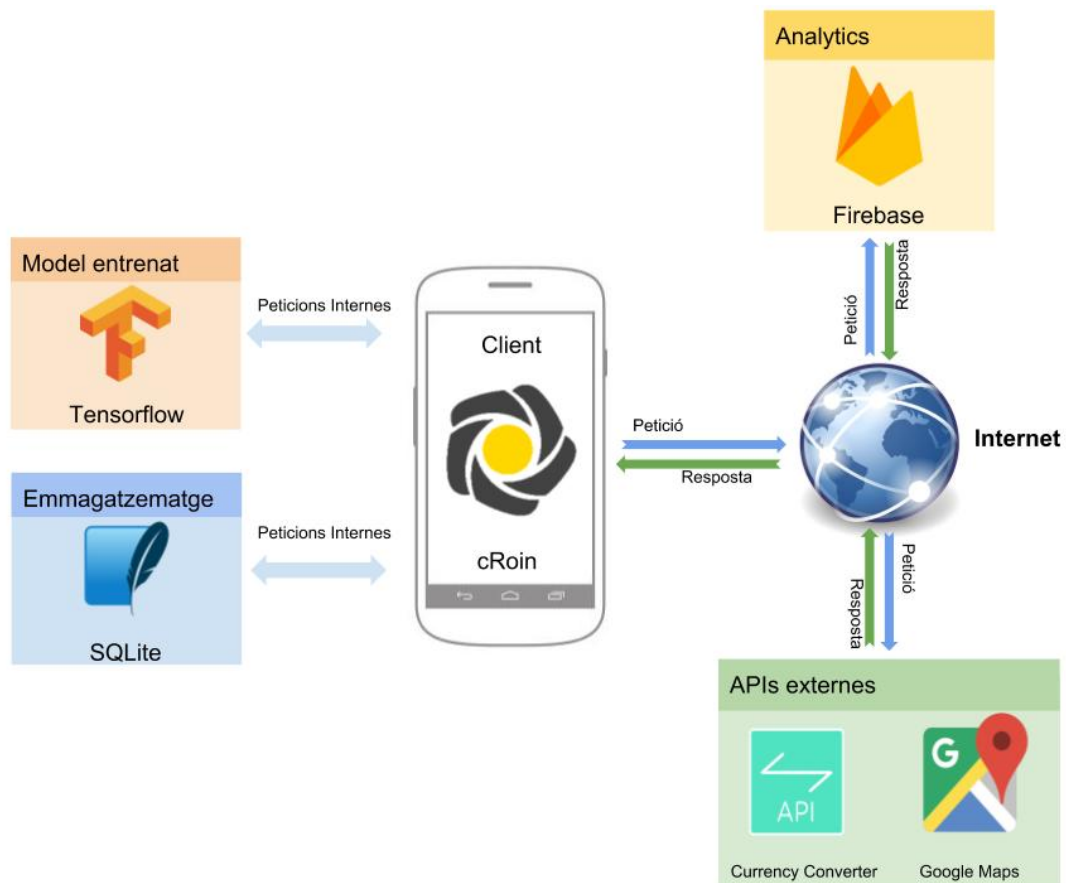 Analytics
Firebase
Petició
Resposta
Model entrenat
Tensorflow
Peticions Internes
Client
cRoin
Petició
Resposta
Internet
Emmagatzematge
SQLite
Peticions Internes
Resposta
Petició
APIs externes
API
G
Currency Converter
Google Maps